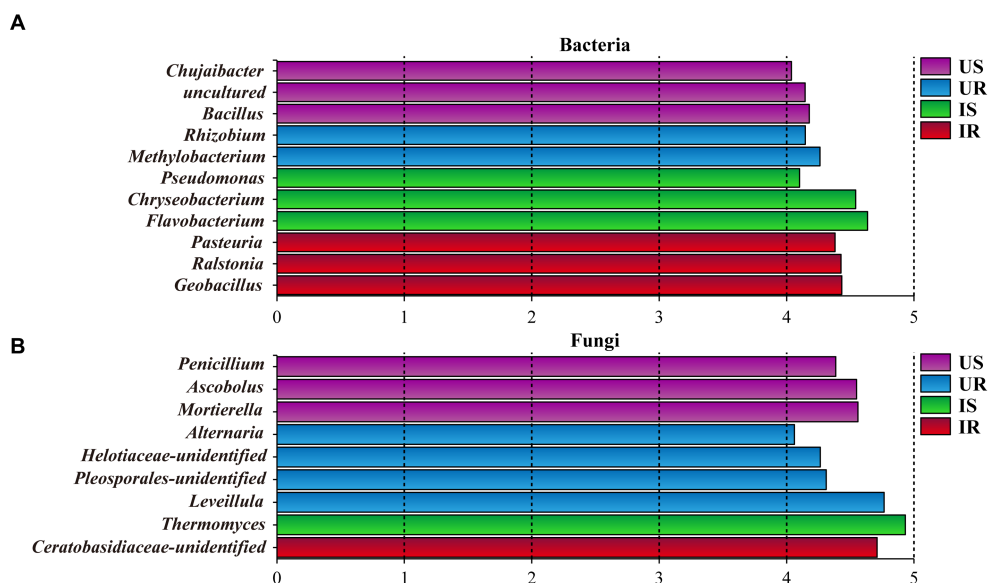 A
Bacteria
Chujaibacter
uncultured
Bacillus
Rhizobium
Methylobacterium
Pseudomonas
Chryseobacterium
Flavobacterium
Pasteuria
Ralstonia
Geobacillus
0 1 2 3 4 5
US
UR
IS
IR
B
Fungi
Penicillium
Ascobolus
Mortierella
Alternaria
Helotiaceae-unidentified
Pleosporales-unidentified
Leveillula
Thermomyces
Ceratobasidiaceae-unidentified
0 1 2 3 4 5
US
UR
IS
IR